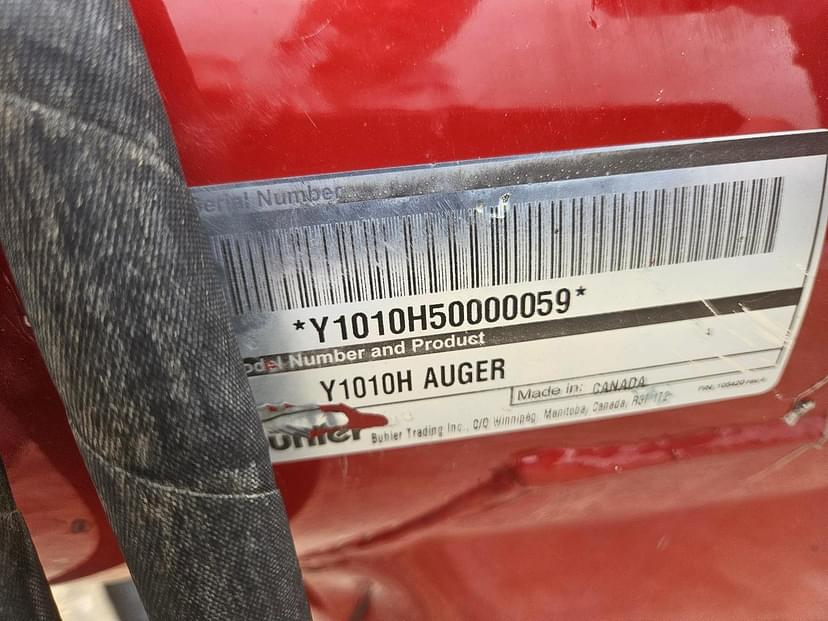 Serial Number
*Y1010H50000059*
Model Number and Product
Y1010H AUGER
Made in: CANADA
Buhler
Buhler Trading Inc., C/O Winnipeg, Manitoba, Canada, R3T 1T2